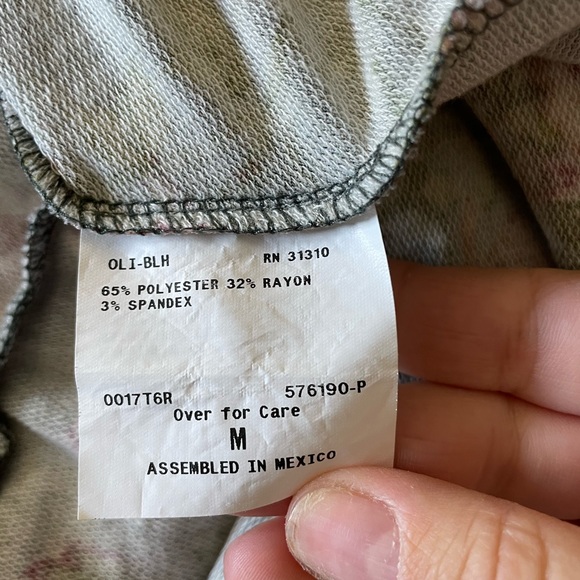 OLI-BLH RN 31310
65% POLYESTER 32% RAYON
3% SPANDEX
0017T6R 576190-P
Over for Care
M
ASSEMBLED IN MEXICO